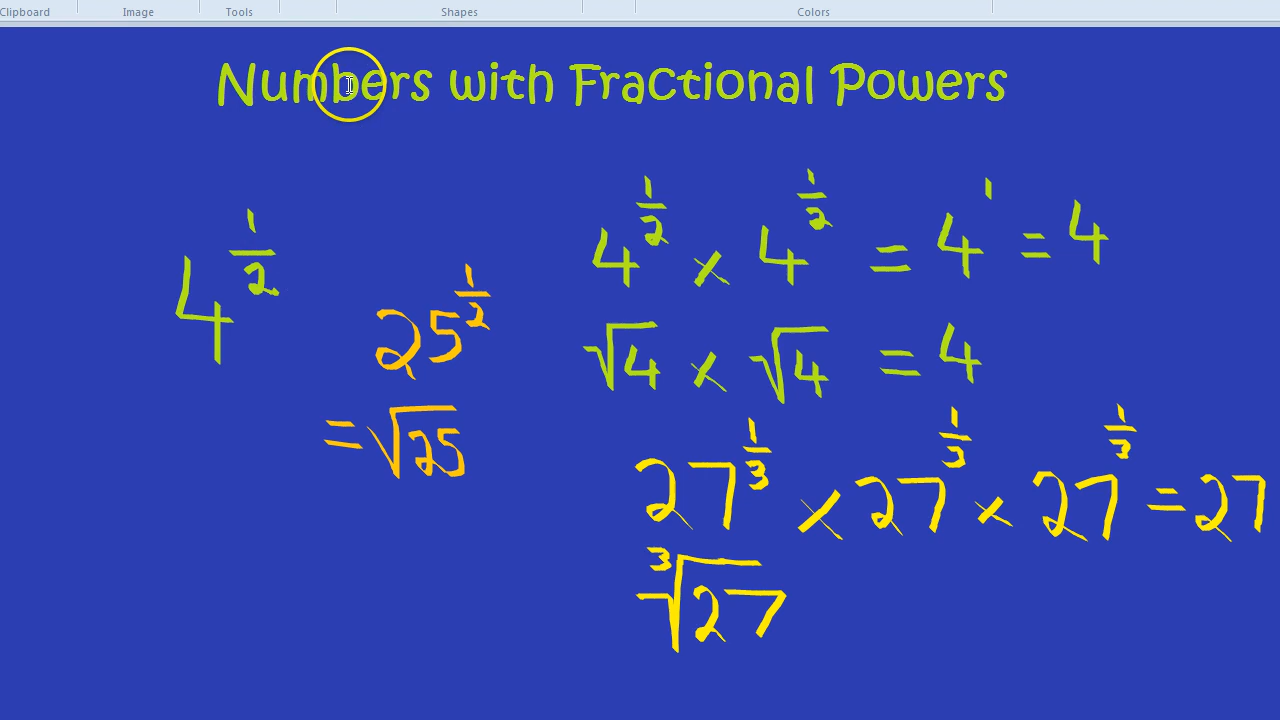 Clipboard Image Tools Shapes Colors
Numbers with Fractional Powers
4^(1/2)
25^(1/2)
= √25
4^(1/2) × 4^(1/2) = 4^1 = 4
√4 × √4 = 4
27^(1/3) × 27^(1/3) × 27^(1/3) = 27
∛27